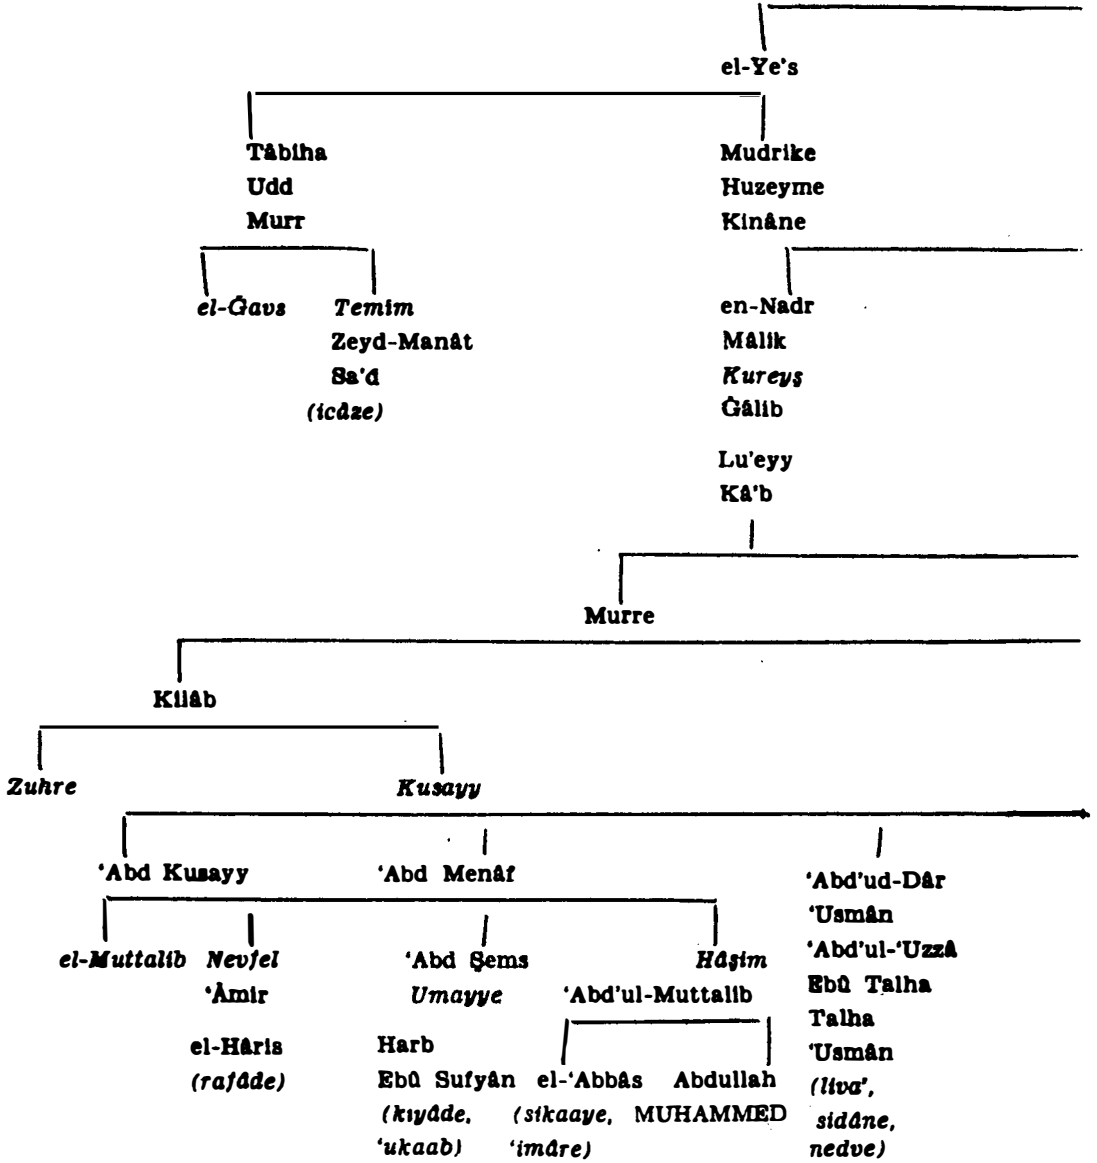 el-Ye's
Tâbiha Mudrike
Udd Huzeyme
Murr Kinâne
el-Ğavs Temim en-Nadr
Zeyd-Manât Mâlik
Sa'd Kureyş
(icâze) Ğâlib
Lu'eyy
Kâ'b
Murre
Kilâb
Zuhre Kusayy
‘Abd Kusayy ‘Abd Menâf ‘Abd'ud-Dâr
‘Usmân
el-Muttalib Nevfel ‘Abd Şems Hâşim ‘Abd'ul-‘Uzzâ
‘Âmir Umayye ‘Abd'ul-Muttalib Ebû Talha
Talha
el-Hâris Harb ‘Usmân
(rafâde) Ebû Sufyân el-‘Abbâs Abdullah (liva',
(kıyâde, (sikaaye, MUHAMMED sidâne,
‘ukaab) ‘imâre) nedve)